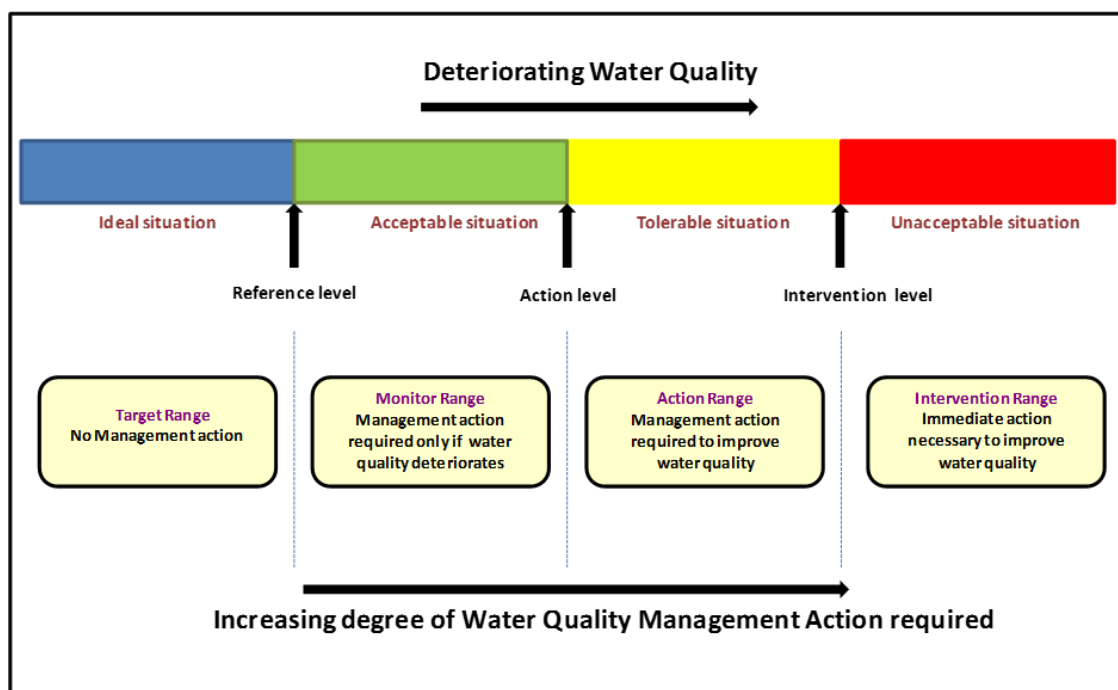 Deteriorating Water Quality
Ideal situation
Acceptable situation
Tolerable situation
Unacceptable situation
Reference level
Action level
Intervention level
Target Range
No Management action
Monitor Range
Management action
required only if water
quality deteriorates
Action Range
Management action
required to improve
water quality
Intervention Range
Immediate action
necessary to improve
water quality
Increasing degree of Water Quality Management Action required